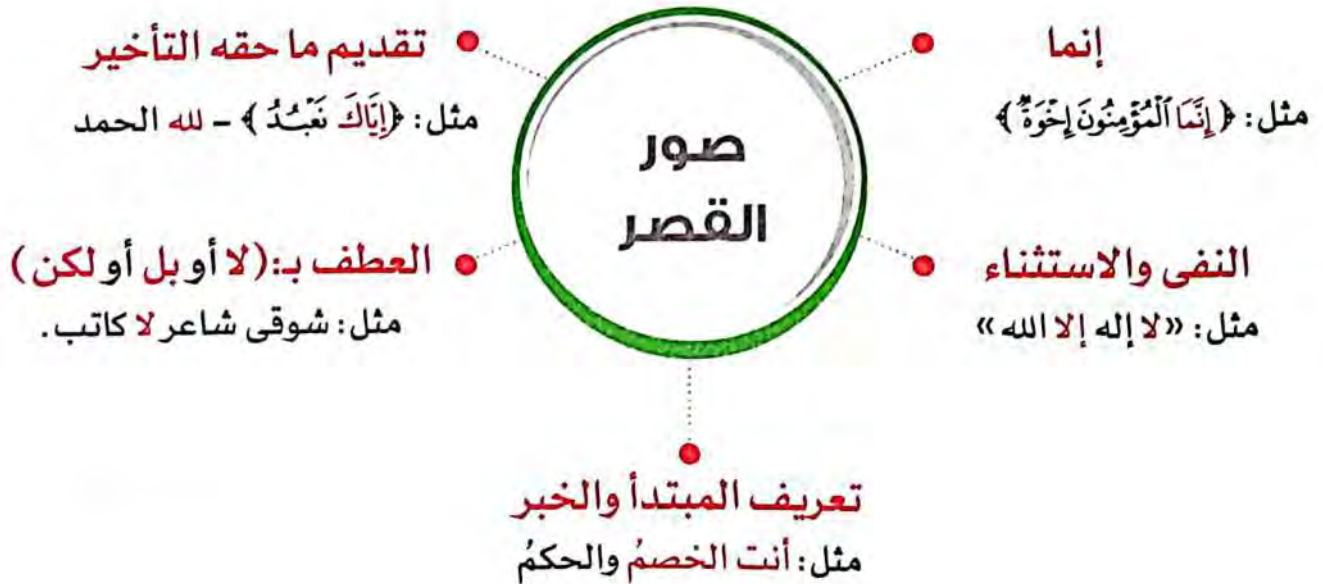 صور
القصر
إنما
مثل: ﴿ إِنَّمَا ٱلْمُؤْمِنُونَ إِخْوَةٌ ﴾
النفى والاستثناء
مثل: «لا إله إلا الله»
تعريف المبتدأ والخبر
مثل: أنت الخصمُ والحكمُ
تقديم ما حقه التأخير
مثل: ﴿ إِيَّاكَ نَعْبُدُ ﴾ – لله الحمد
العطف بـ: (لا أو بل أو لكن)
مثل: شوقى شاعر لا كاتب.